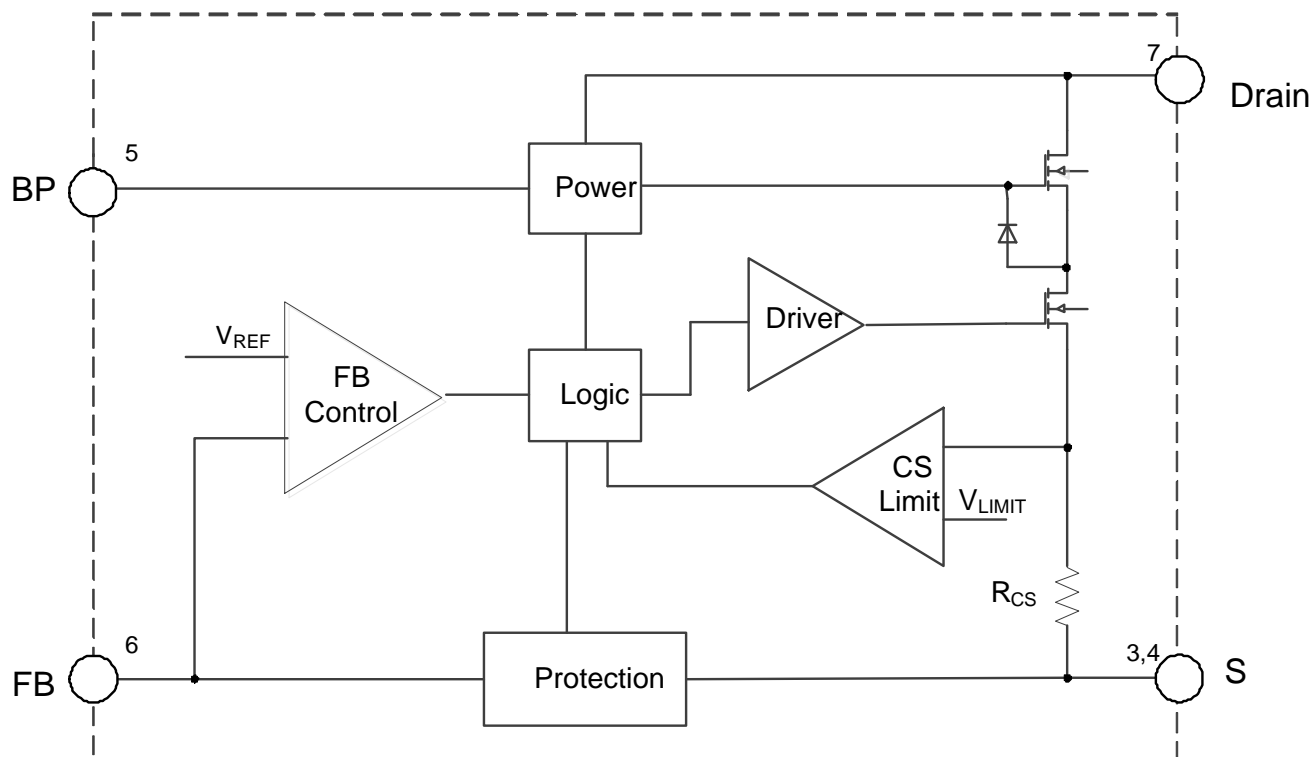 7
Drain
5
BP
Power
Driver
VREF
FB
Control
Logic
CS
Limit
VLIMIT
RCS
6
FB
Protection
3,4
S